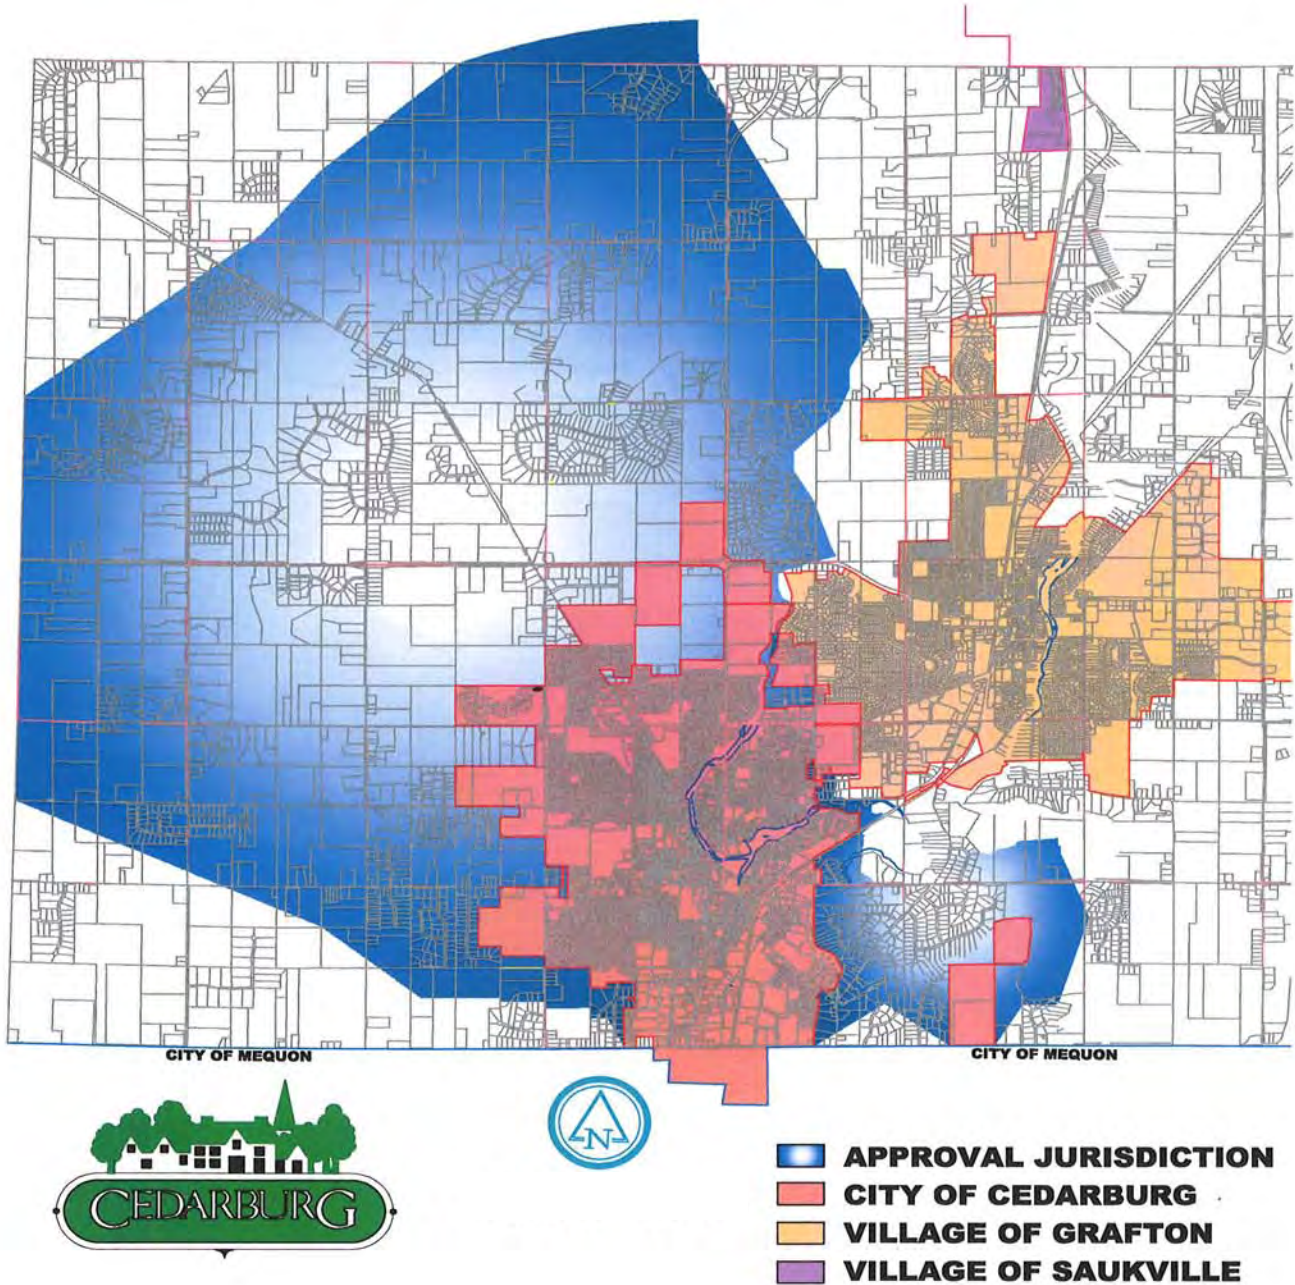 CITY OF MEQUON
CITY OF MEQUON
CEDARBURG
N
APPROVAL JURISDICTION
CITY OF CEDARBURG
VILLAGE OF GRAFTON
VILLAGE OF SAUKVILLE